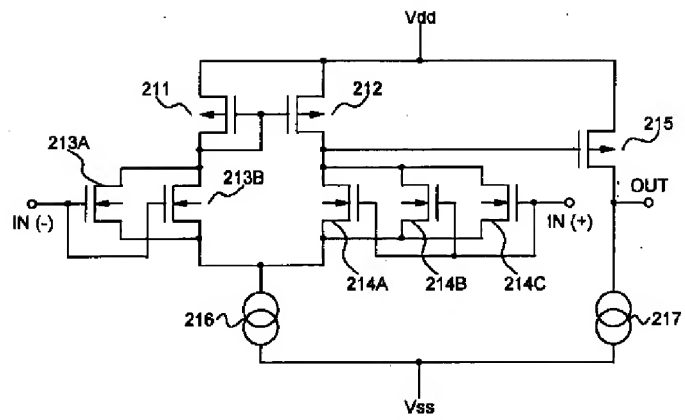 Vdd
211
212
215
213A
213B
OUT
IN (-)
IN (+)
214A
214B
214C
216
217
Vss